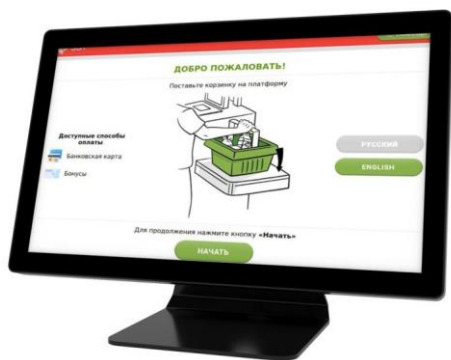 ДОБРО ПОЖАЛОВАТЬ!
Поставьте корзинку на платформу
Доступные способы
оплаты
Банковская карта
Бонусы
РУССКИЙ
ENGLISH
Для продолжения нажмите кнопку «Начать»
НАЧАТЬ